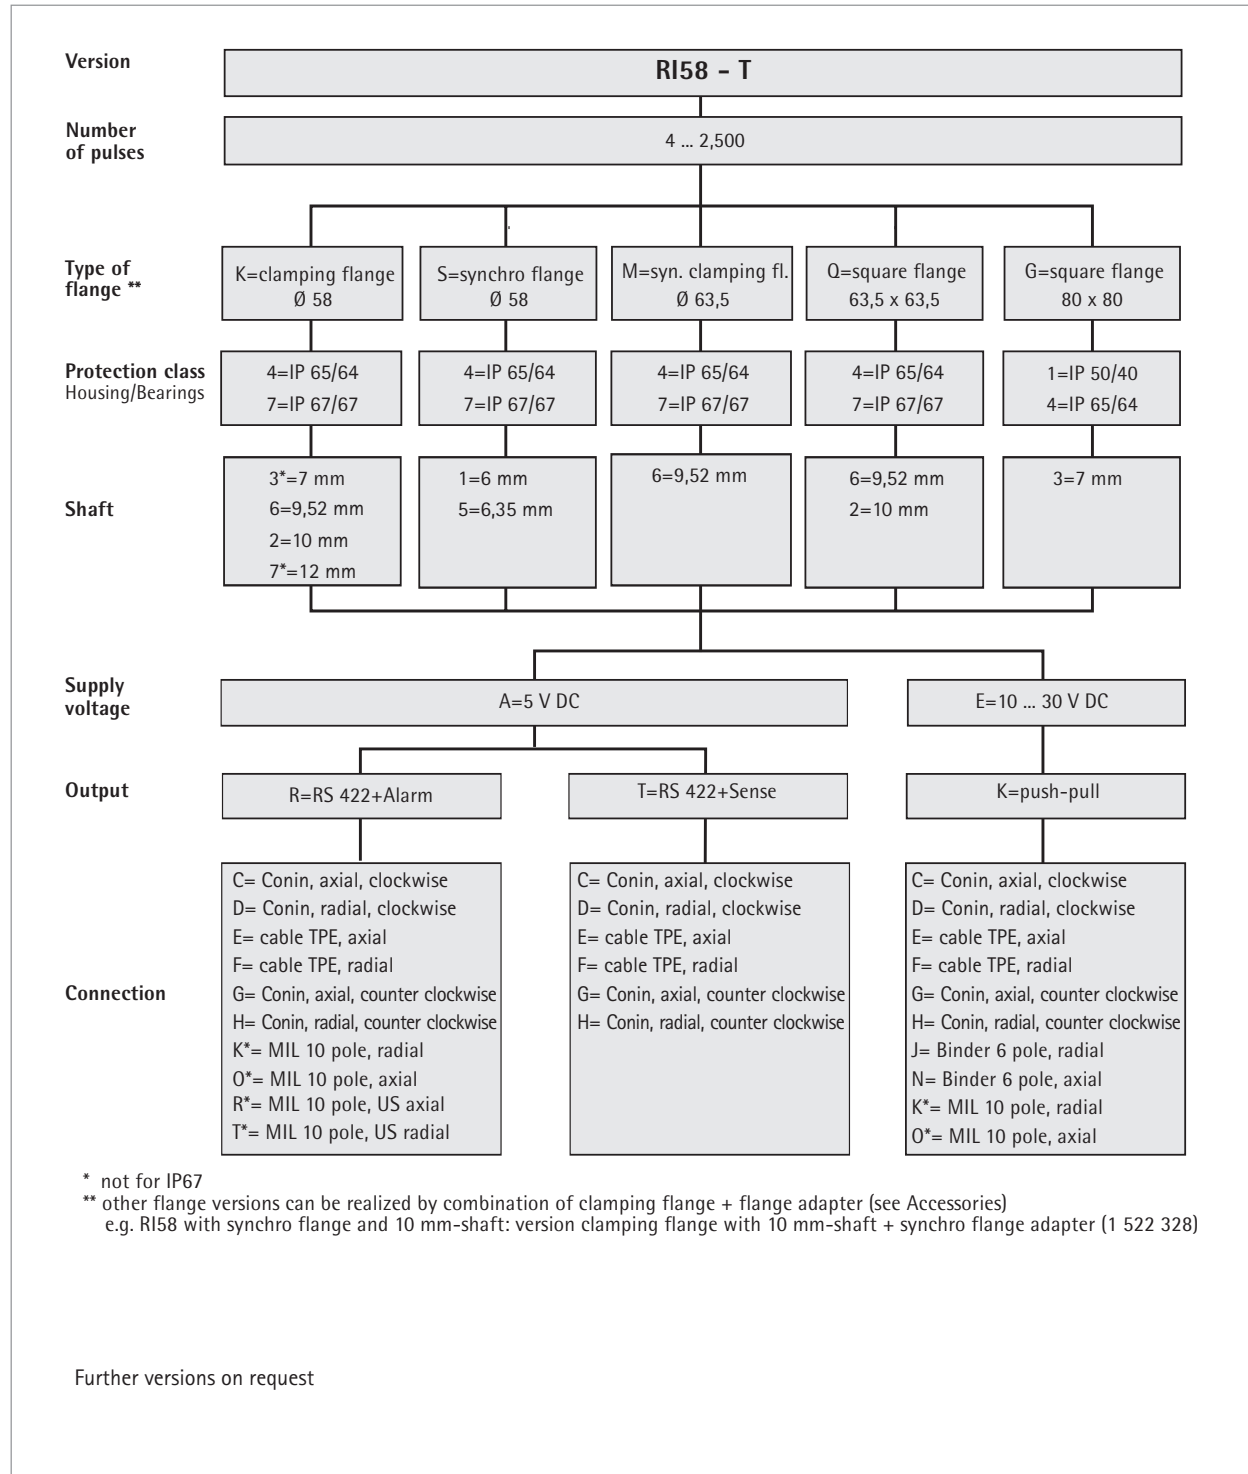 Version
RI58 - T
Number
of pulses
4 ... 2,500
Type of
flange **
K=clamping flange
Ø 58
S=synchro flange
Ø 58
M=syn. clamping fl.
Ø 63,5
Q=square flange
63,5 x 63,5
G=square flange
80 x 80
Protection class
Housing/Bearings
4=IP 65/64
7=IP 67/67
4=IP 65/64
7=IP 67/67
4=IP 65/64
7=IP 67/67
4=IP 65/64
7=IP 67/67
1=IP 50/40
4=IP 65/64
Shaft
3*=7 mm
6=9,52 mm
2=10 mm
7*=12 mm
1=6 mm
5=6,35 mm
6=9,52 mm
6=9,52 mm
2=10 mm
3=7 mm
Supply
voltage
A=5 V DC
E=10 ... 30 V DC
Output
R=RS 422+Alarm
T=RS 422+Sense
K=push-pull
Connection
C= Conin, axial, clockwise
D= Conin, radial, clockwise
E= cable TPE, axial
F= cable TPE, radial
G= Conin, axial, counter clockwise
H= Conin, radial, counter clockwise
K*= MIL 10 pole, radial
O*= MIL 10 pole, axial
R*= MIL 10 pole, US axial
T*= MIL 10 pole, US radial
C= Conin, axial, clockwise
D= Conin, radial, clockwise
E= cable TPE, axial
F= cable TPE, radial
G= Conin, axial, counter clockwise
H= Conin, radial, counter clockwise
C= Conin, axial, clockwise
D= Conin, radial, clockwise
E= cable TPE, axial
F= cable TPE, radial
G= Conin, axial, counter clockwise
H= Conin, radial, counter clockwise
J= Binder 6 pole, radial
N= Binder 6 pole, axial
K*= MIL 10 pole, radial
O*= MIL 10 pole, axial
* not for IP67
** other flange versions can be realized by combination of clamping flange + flange adapter (see Accessories)
e.g. RI58 with synchro flange and 10 mm-shaft: version clamping flange with 10 mm-shaft + synchro flange adapter (1 522 328)
Further versions on request